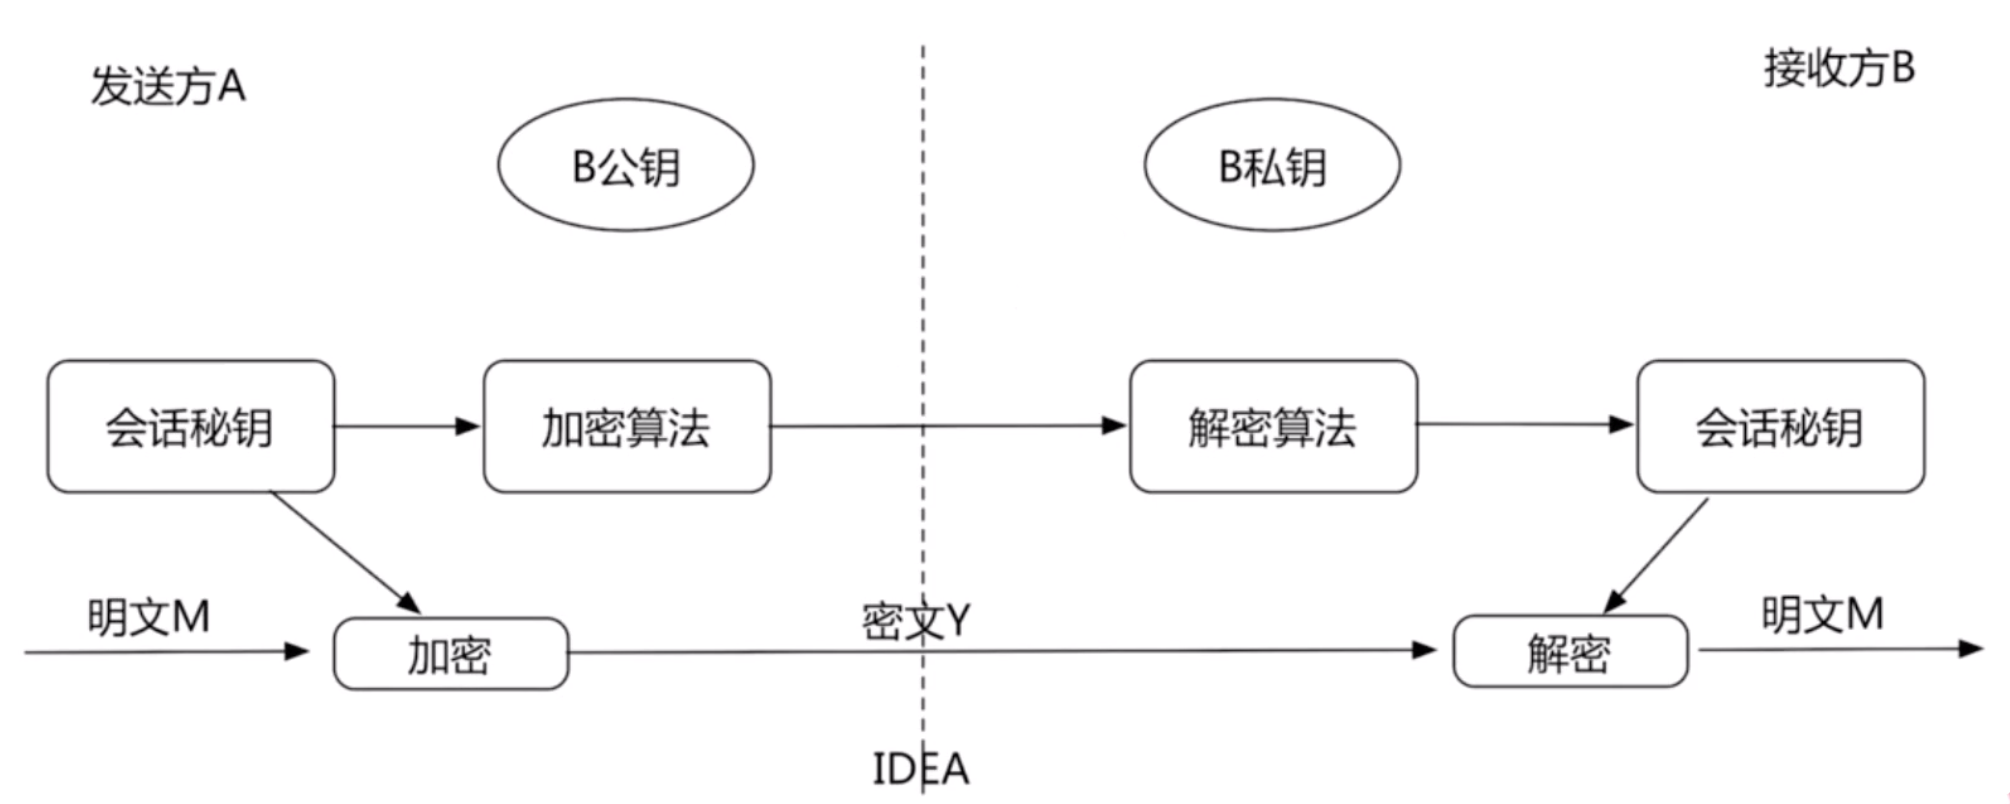 发送方A
接收方B
B公钥
B私钥
会话秘钥
加密算法
解密算法
会话秘钥
明文M
密文Y
明文M
加密
解密
IDEA